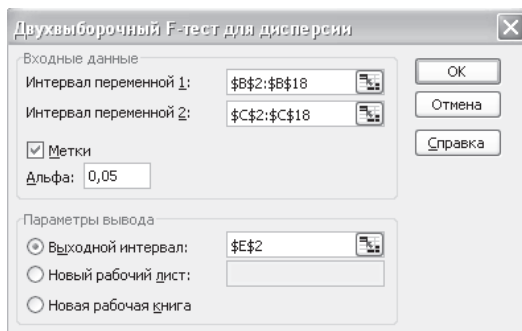 Двухвыборочный F-тест для дисперсии
Входные данные
Интервал переменной 1: $B$2:$B$18
Интервал переменной 2: $C$2:$C$18
Метки
Альфа: 0,05
OK
Отмена
Справка
Параметры вывода
Выходной интервал: $E$2
Новый рабочий лист:
Новая рабочая книга